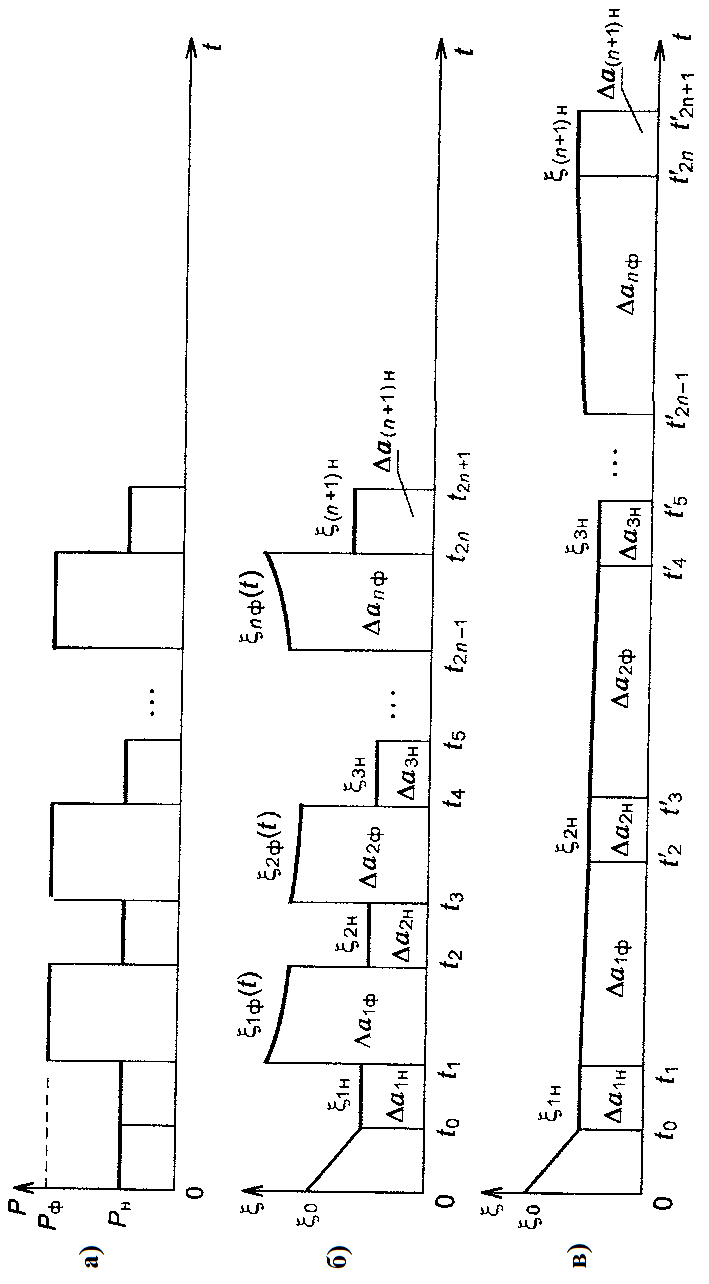 а)
P
Pф
Pн
0
t
...
б)
ξ
ξ0
ξ1н
ξ1ф(t)
ξ2н
ξ2ф(t)
ξ3н
ξnф(t)
ξ(n+1)н
Δa1н
Λa1ф
Δa2н
Δa2ф
Δa3н
...
Δanф
Δa(n+1)н
0
t0
t1
t2
t3
t4
t5
t2n−1
t2n
t2n+1
t
в)
ξ
ξ0
ξ1н
ξ2н
ξ3н
ξ(n+1)н
Δa1н
Δa1ф
Δa2н
Δa2ф
Δa3н
...
Δanф
Δa(n+1)н
0
t0
t1
t′2
t′3
t′4
t′5
t′2n−1
t′2n
t′2n+1
t